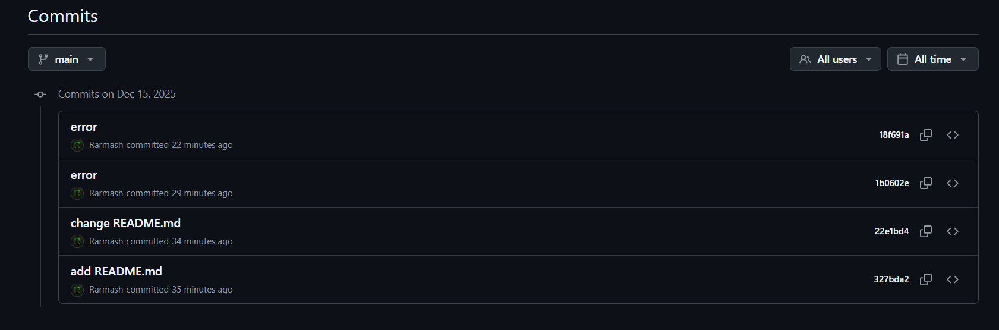 Commits
main
All users
All time
Commits on Dec 15, 2025
error
R Rarmash committed 22 minutes ago
18f691a
error
R Rarmash committed 29 minutes ago
1b0602e
change README.md
R Rarmash committed 34 minutes ago
22e1bd4
add README.md
R Rarmash committed 35 minutes ago
327bda2